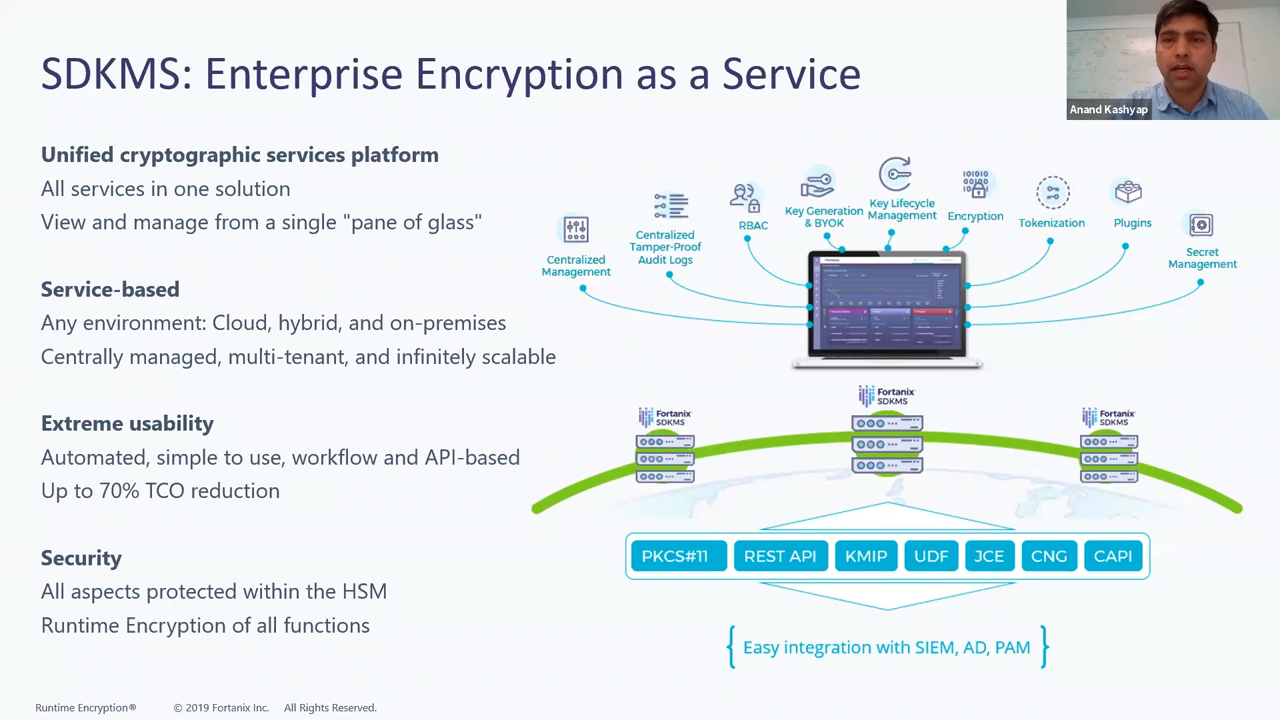 SDKMS: Enterprise Encryption as a Service
Anand Kashyap
Unified cryptographic services platform
All services in one solution
View and manage from a single "pane of glass"
Service-based
Any environment: Cloud, hybrid, and on-premises
Centrally managed, multi-tenant, and infinitely scalable
Extreme usability
Automated, simple to use, workflow and API-based
Up to 70% TCO reduction
Security
All aspects protected within the HSM
Runtime Encryption of all functions
Centralized
Management
Centralized
Tamper-Proof
Audit Logs
RBAC
Key Generation
& BYOK
Key Lifecycle
Management
Encryption
Tokenization
Plugins
Secret
Management
Fortanix
SDKMS
Fortanix
SDKMS
Fortanix
SDKMS
PKCS#11 REST API KMIP UDF JCE CNG CAPI
{ Easy integration with SIEM, AD, PAM }
Runtime Encryption® © 2019 Fortanix Inc. All Rights Reserved.